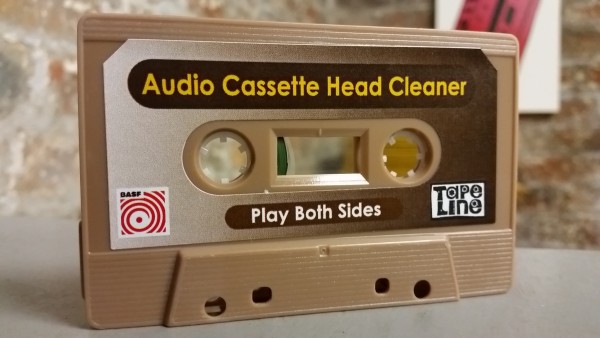 Audio Cassette Head Cleaner
BASF
Tape
Line
Play Both Sides